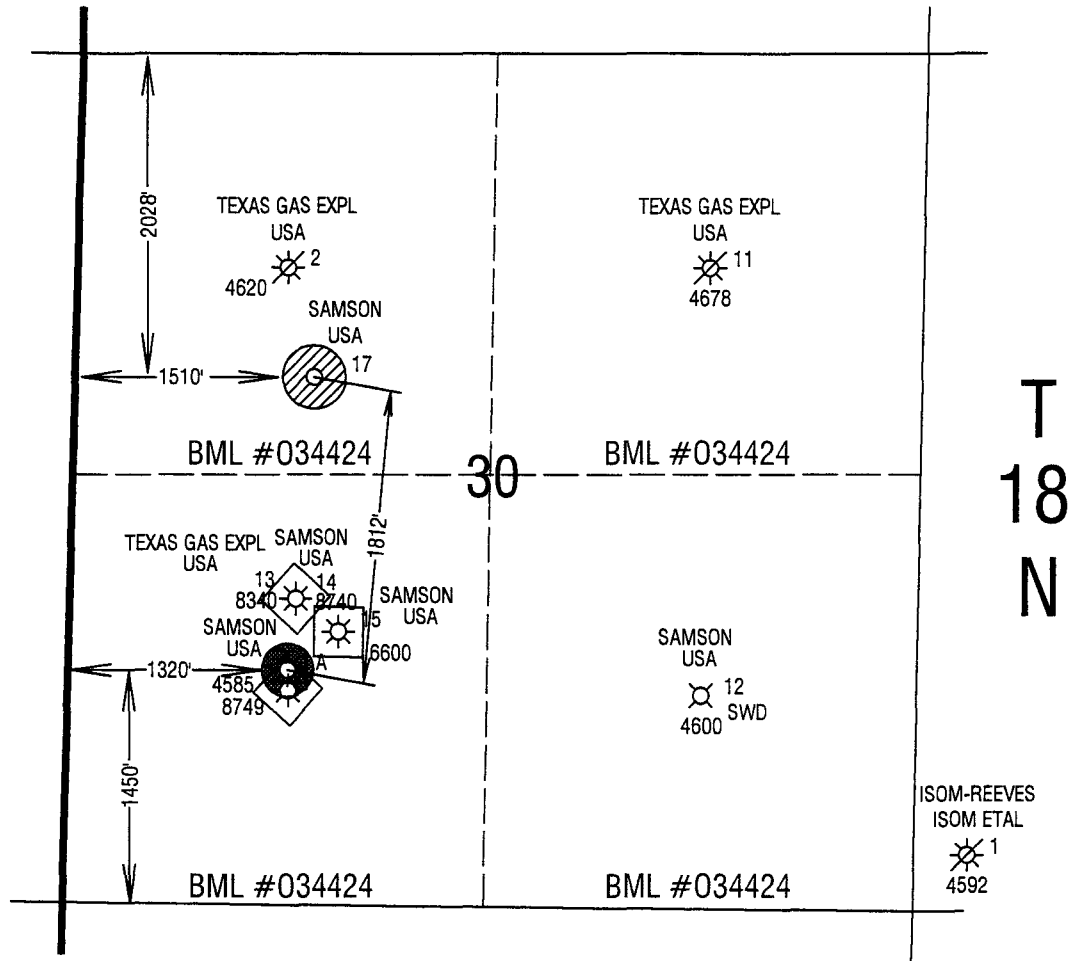 2028'
TEXAS GAS EXPL
USA
2
4620
TEXAS GAS EXPL
USA
11
4678
SAMSON
USA
17
1510'
BML #034424
BML #034424
30
T
18
N
1812'
TEXAS GAS EXPL
USA
SAMSON
USA
13
14
8340
8740
SAMSON
USA
15
6600
SAMSON
USA
A
1320'
4585
8749
SAMSON
USA
12
4600
SWD
1450'
ISOM-REEVES
ISOM ETAL
1
4592
BML #034424
BML #034424